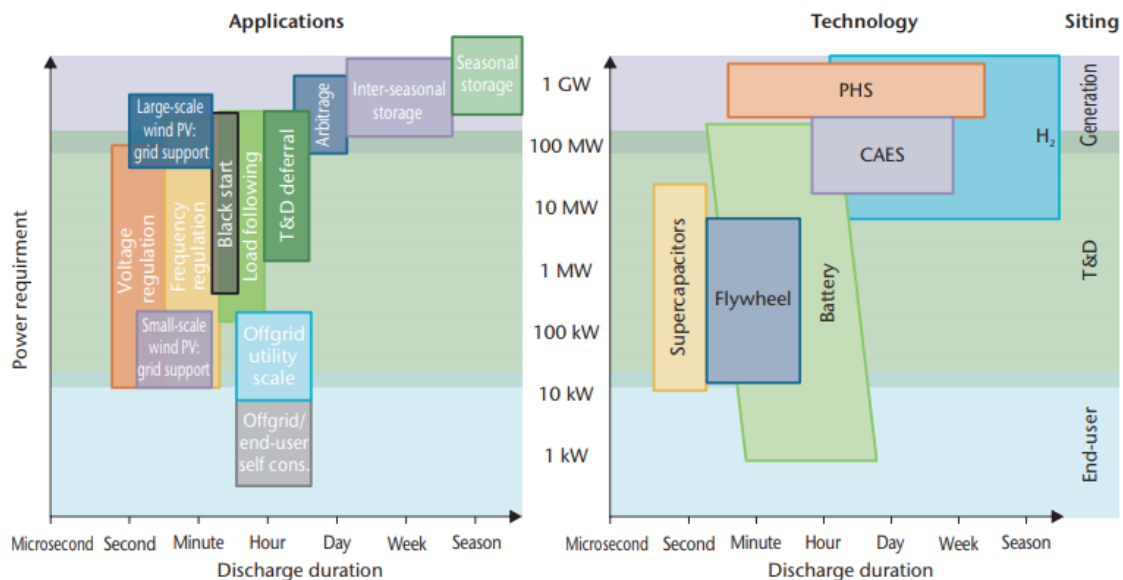 Applications
Technology
Siting
Power requirment
Large-scale
wind PV:
grid support
Voltage
regulation
Frequency
regulation
Small-scale
wind PV:
grid support
Black start
Load following
T&D deferral
Arbitrage
Inter-seasonal
storage
Seasonal
storage
Offgrid
utility
scale
Offgrid/
end-user
self cons.
Microsecond
Second
Minute
Hour
Day
Week
Season
Discharge duration
1 GW
100 MW
10 MW
1 MW
100 kW
10 kW
1 kW
PHS
CAES
H₂
Supercapacitors
Flywheel
Battery
Microsecond
Second
Minute
Hour
Day
Week
Season
Discharge duration
Generation
T&D
End-user